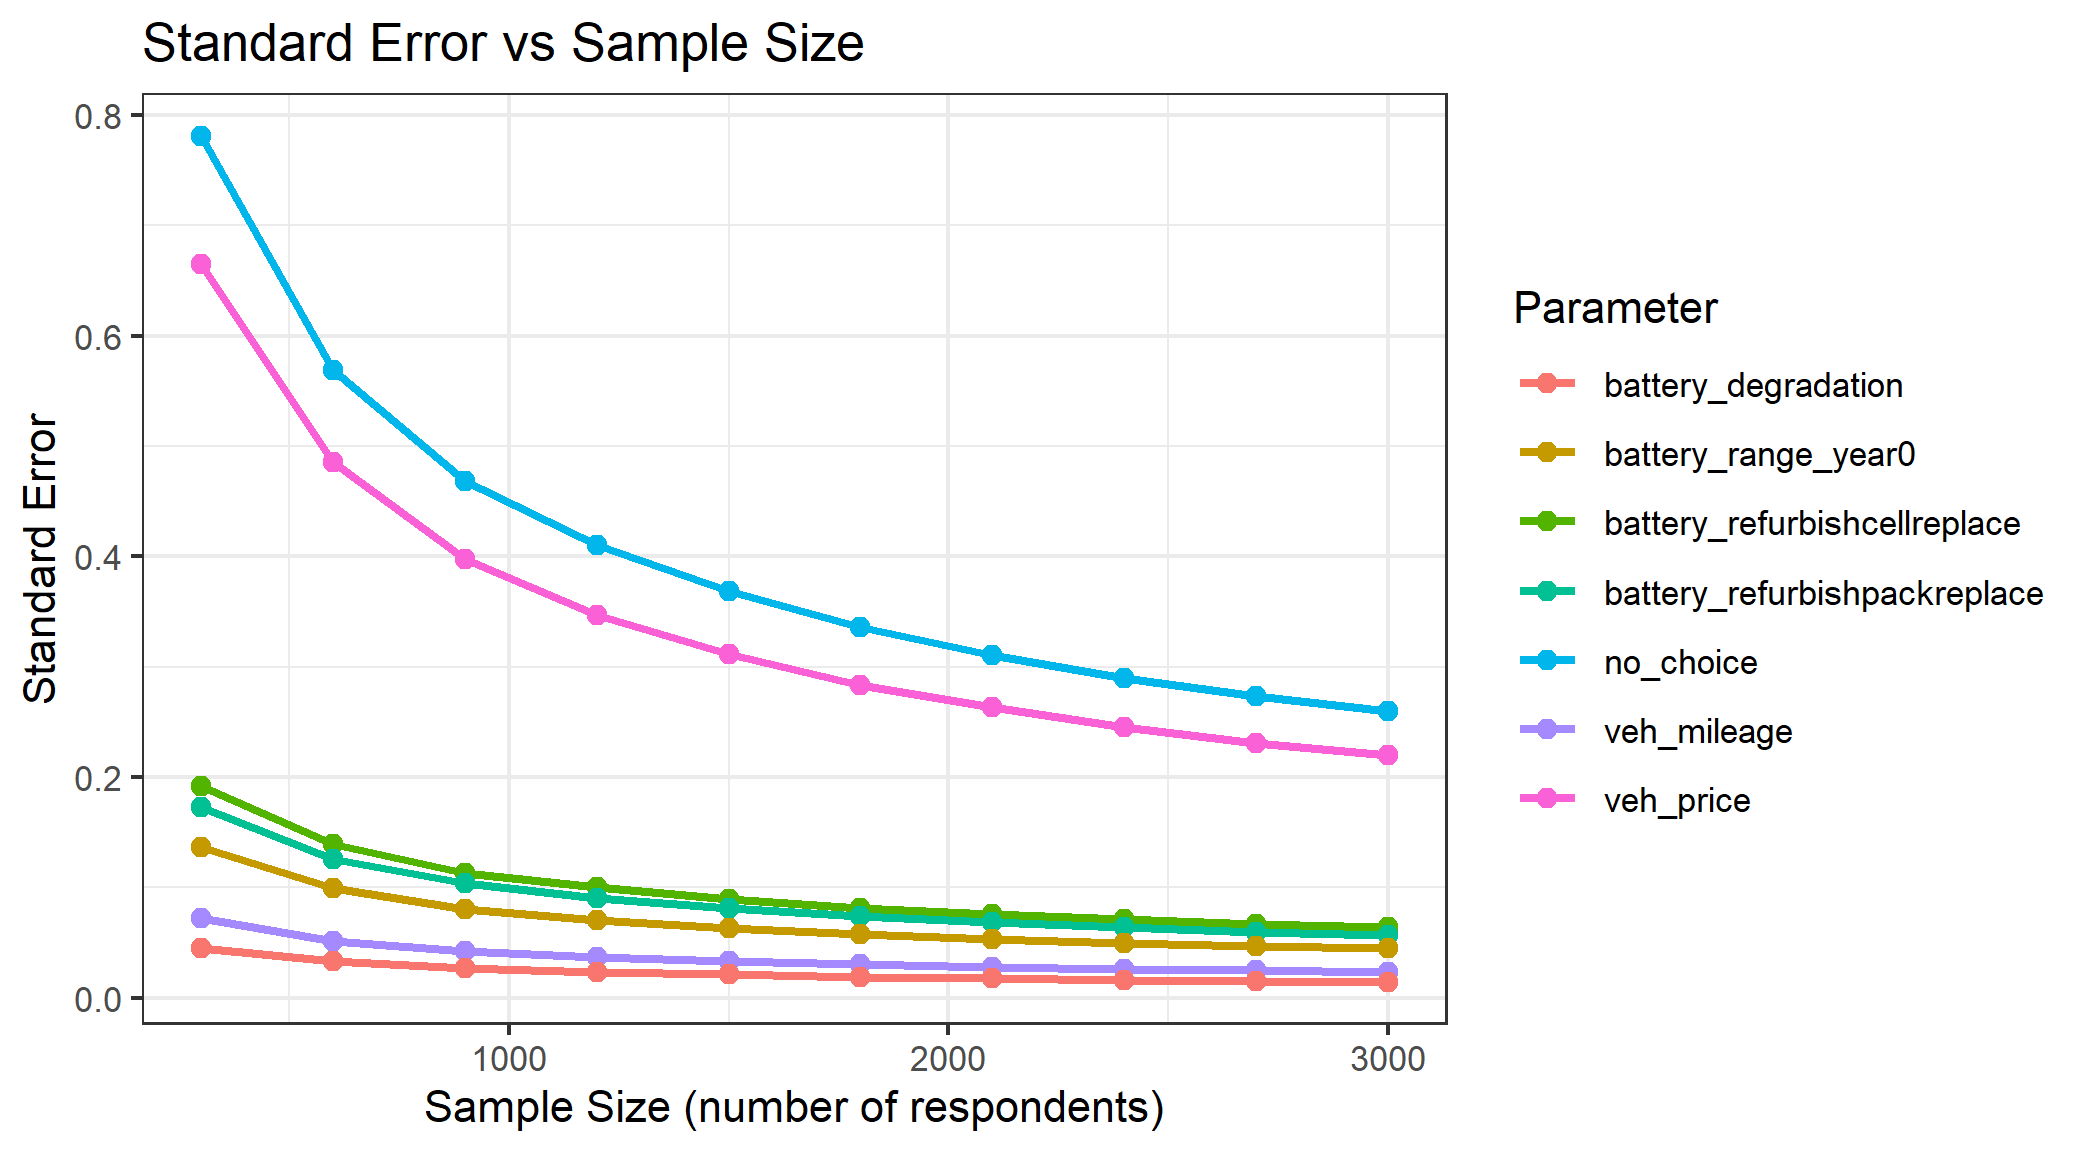 Standard Error vs Sample Size
0.8
0.6
0.4
0.2
0.0
Standard Error
1000
2000
3000
Sample Size (number of respondents)
Parameter
battery_degradation
battery_range_year0
battery_refurbishcellreplace
battery_refurbishpackreplace
no_choice
veh_mileage
veh_price